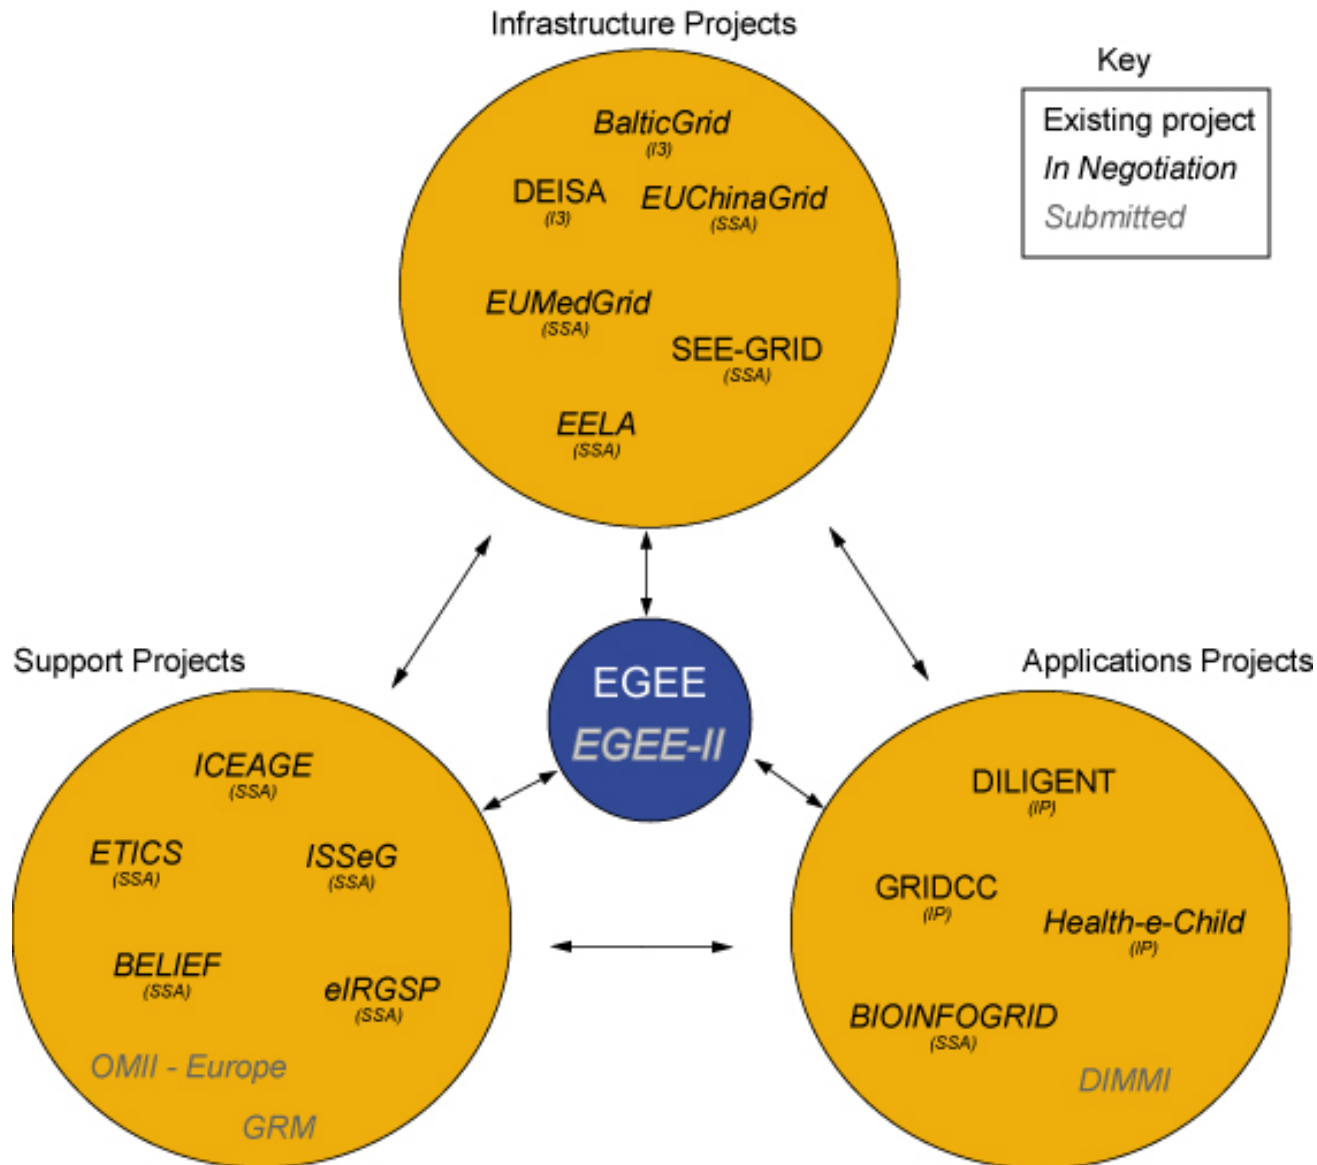 Infrastructure Projects
Key
Existing project
In Negotiation
Submitted
BalticGrid
(I3)
DEISA
(I3)
EUChinaGrid
(SSA)
EUMedGrid
(SSA)
SEE-GRID
(SSA)
EELA
(SSA)
Support Projects
EGEE
EGEE-II
Applications Projects
ICEAGE
(SSA)
ETICS
(SSA)
ISSeG
(SSA)
BELIEF
(SSA)
eIRGSP
(SSA)
OMII - Europe
GRM
DILIGENT
(IP)
GRIDCC
(IP)
Health-e-Child
(IP)
BIOINFOGRID
(SSA)
DIMMI